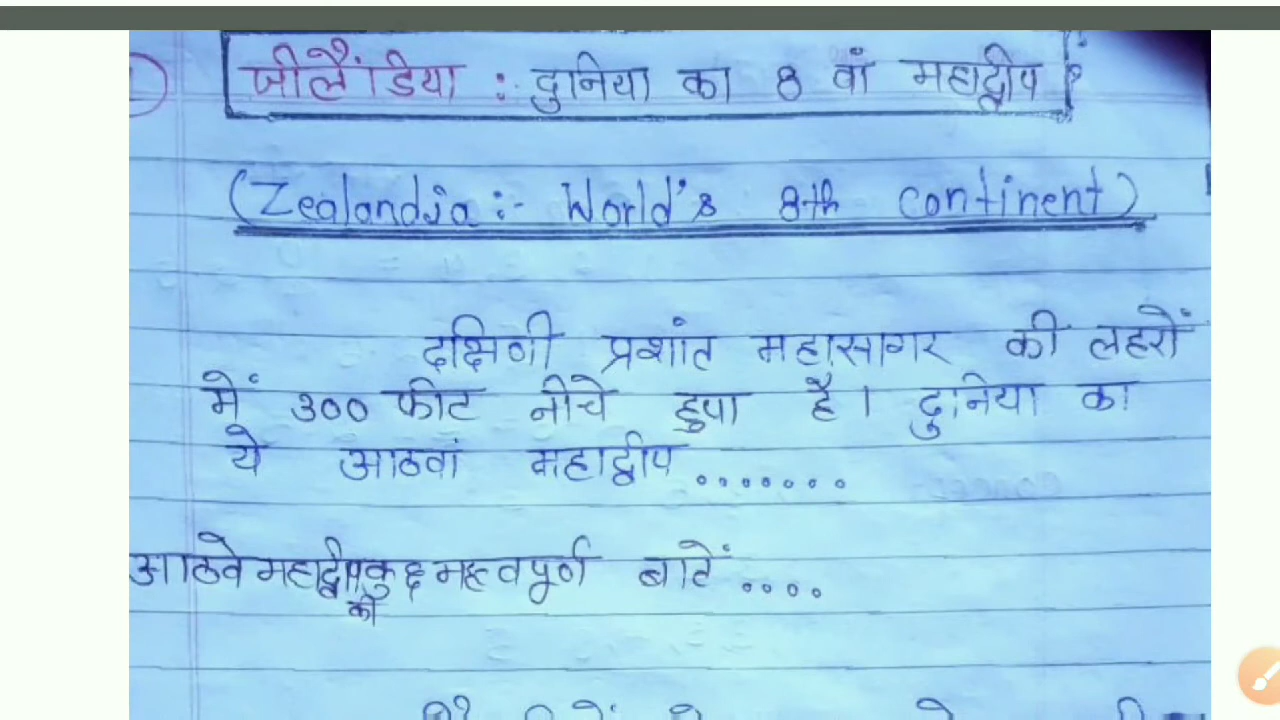 जीलैंडिया : दुनिया का 8 वां महाद्वीप
(Zealandia :- World's 8th continent)
दक्षिणी प्रशांत महासागर की लहरों
में 300 फीट नीचे हुपा है। दुनिया का
ये आठवां महाद्वीप .......
आठवे महाद्वीप की कुछ महत्वपूर्ण बातें ....